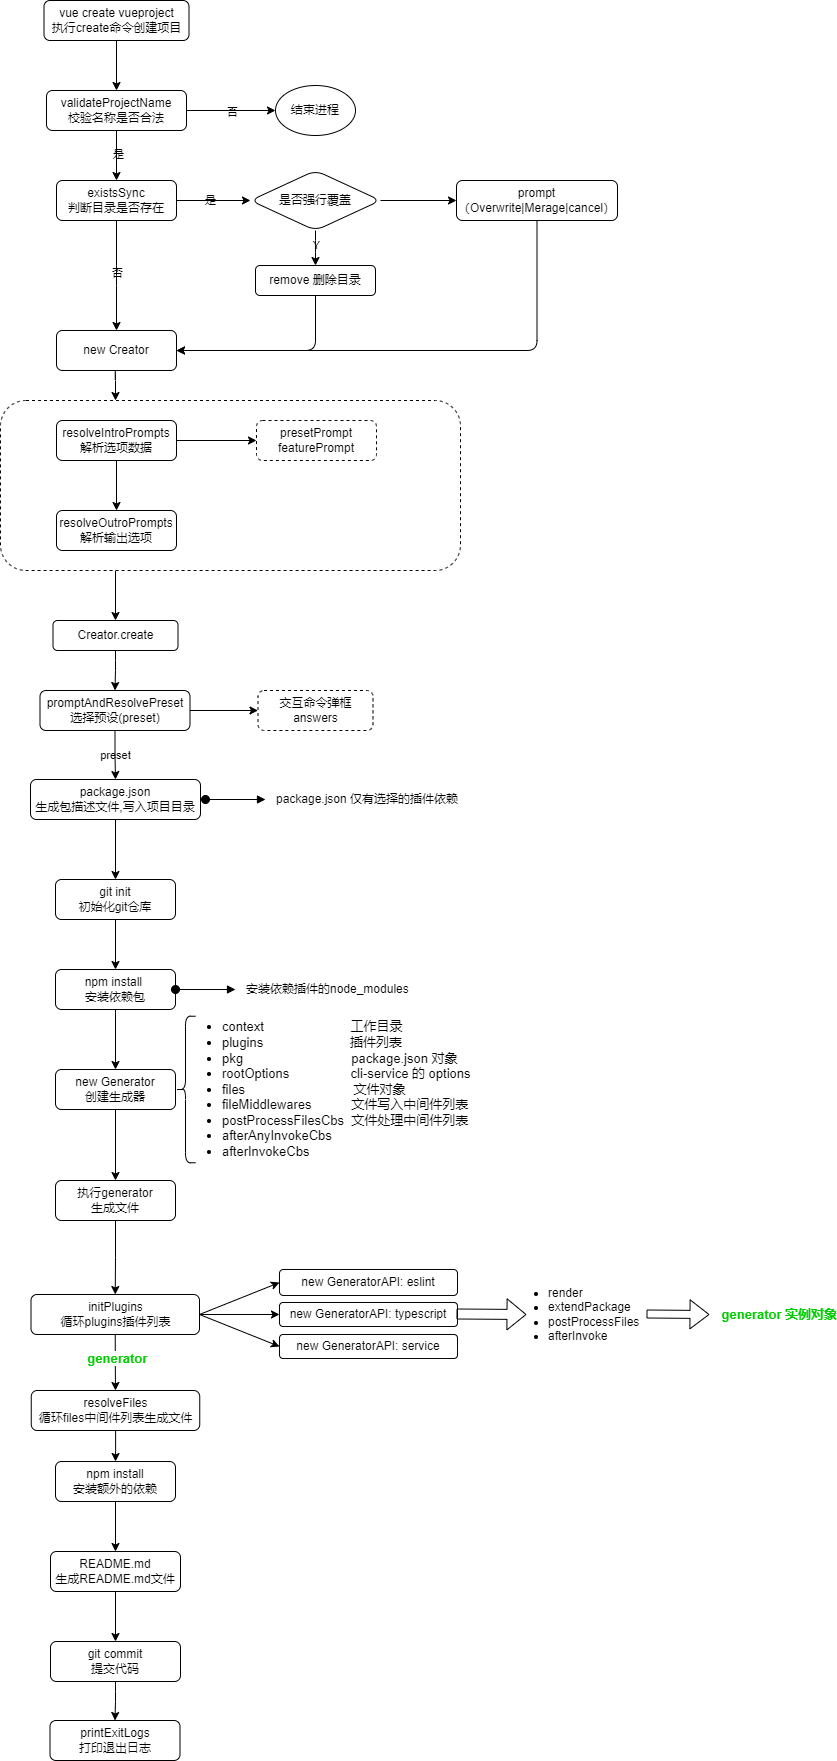 vue create vueproject
执行create命令创建项目
validateProjectName
校验名称是否合法
否
结束进程
是
existsSync
判断目录是否存在
是
是否强行覆盖
prompt
（Overwrite|Merage|cancel）
Y
否
remove 删除目录
new Creator
resolveIntroPrompts
解析选项数据
presetPrompt
featurePrompt
resolveOutroPrompts
解析输出选项
Creator.create
promptAndResolvePreset
选择预设(preset)
交互命令弹框
answers
preset
package.json
生成包描述文件,写入项目目录
package.json 仅有选择的插件依赖
git init
初始化git仓库
npm install
安装依赖包
安装依赖插件的node_modules
new Generator
创建生成器
• context 工作目录
• plugins 插件列表
• pkg package.json 对象
• rootOptions cli-service 的 options
• files 文件对象
• fileMiddlewares 文件写入中间件列表
• postProcessFilesCbs 文件处理中间件列表
• afterAnyInvokeCbs
• afterInvokeCbs
执行generator
生成文件
initPlugins
循环plugins插件列表
new GeneratorAPI: eslint
new GeneratorAPI: typescript
new GeneratorAPI: service
• render
• extendPackage
• postProcessFiles
• afterInvoke
generator 实例对象
generator
resolveFiles
循环files中间件列表生成文件
npm install
安装额外的依赖
README.md
生成README.md文件
git commit
提交代码
printExitLogs
打印退出日志